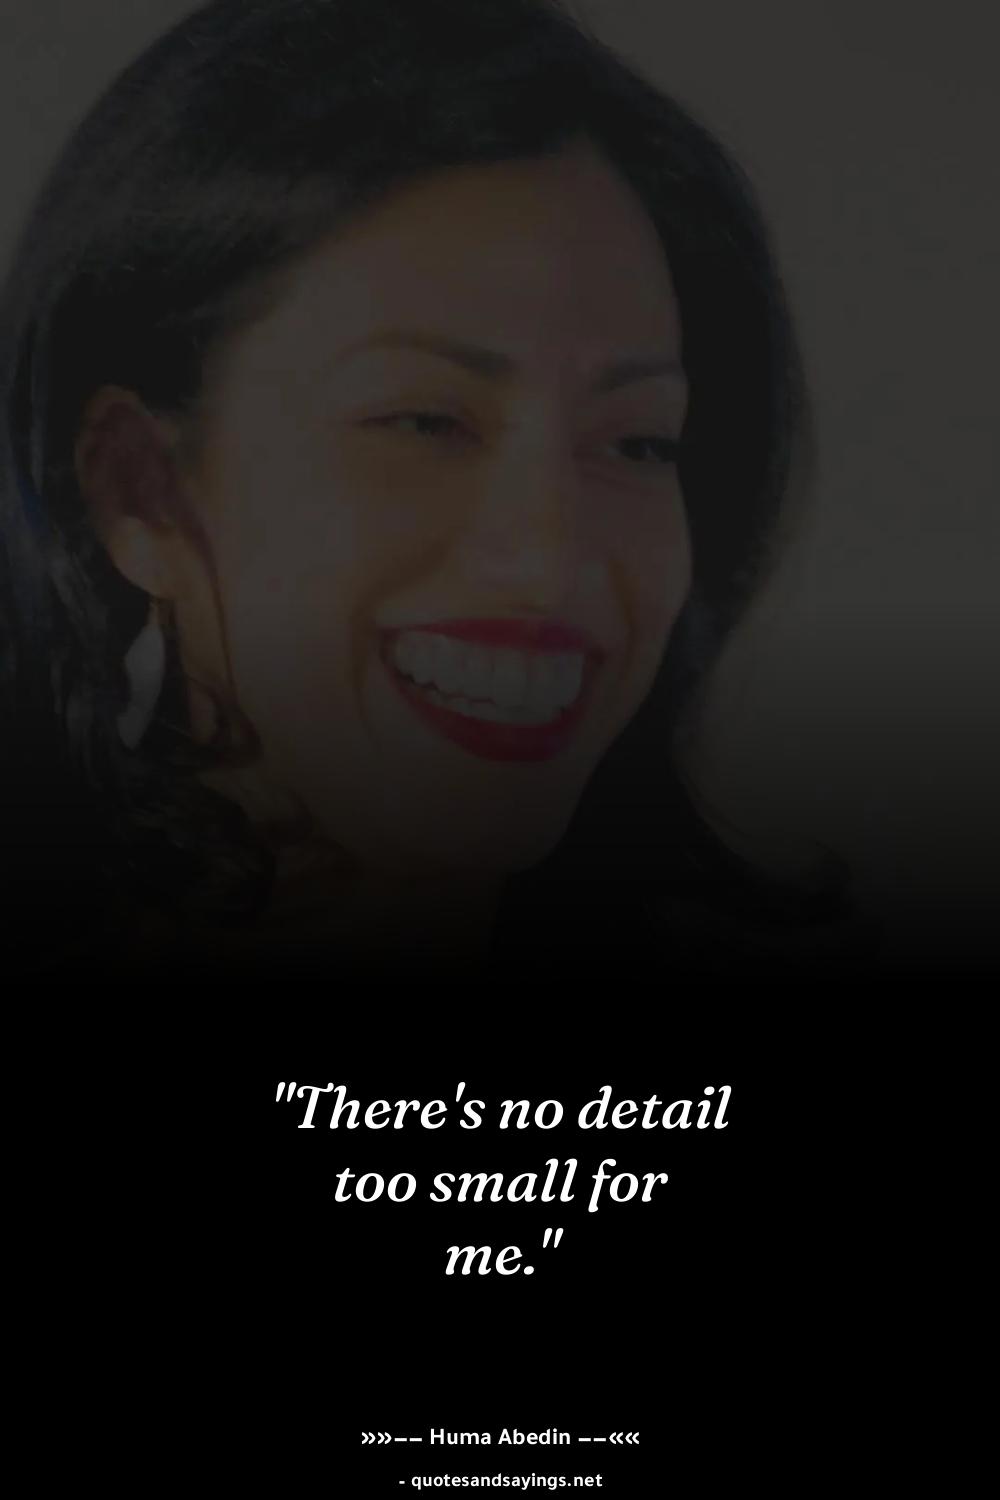 "There's no detail
too small for
me."
»»–– Huma Abedin ––««
- quotesandsayings.net